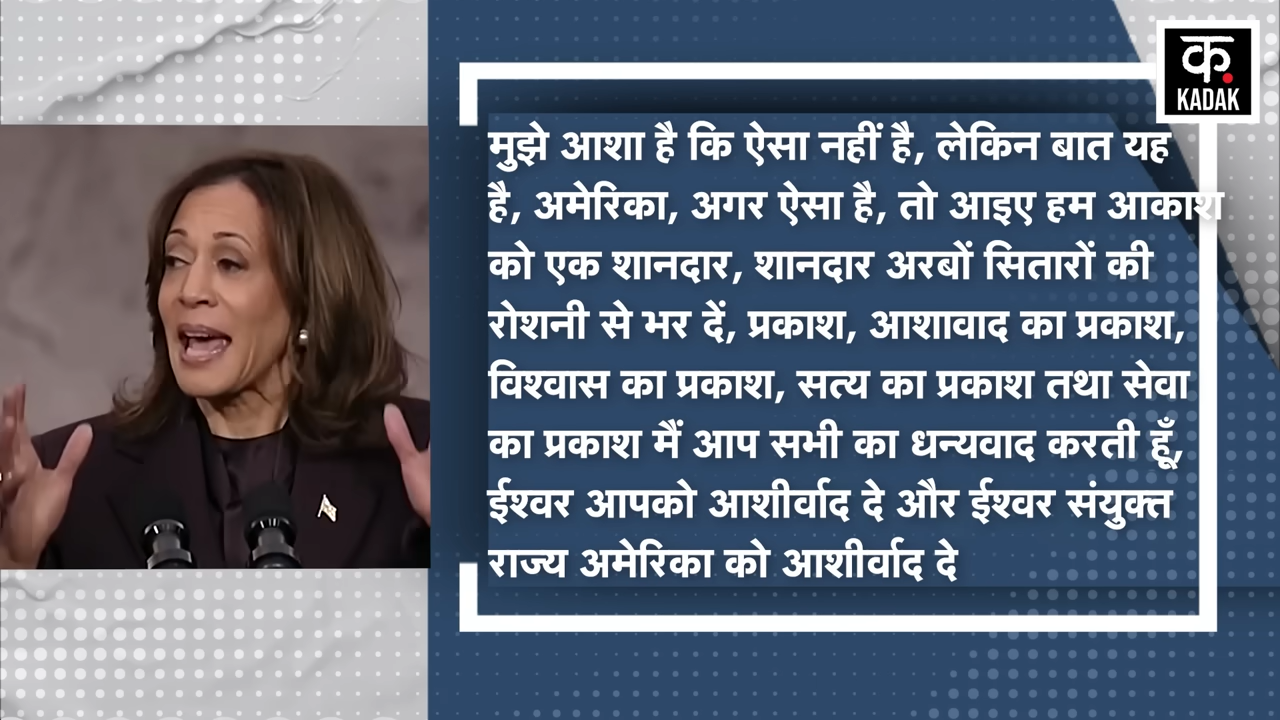 क.
KADAK
मुझे आशा है कि ऐसा नहीं है, लेकिन बात यह
है, अमेरिका, अगर ऐसा है, तो आइए हम आकाश
को एक शानदार, शानदार अरबों सितारों की
रोशनी से भर दें, प्रकाश, आशावाद का प्रकाश,
विश्वास का प्रकाश, सत्य का प्रकाश तथा सेवा
का प्रकाश मैं आप सभी का धन्यवाद करती हूँ,
ईश्वर आपको आशीर्वाद दे और ईश्वर संयुक्त
राज्य अमेरिका को आशीर्वाद दे